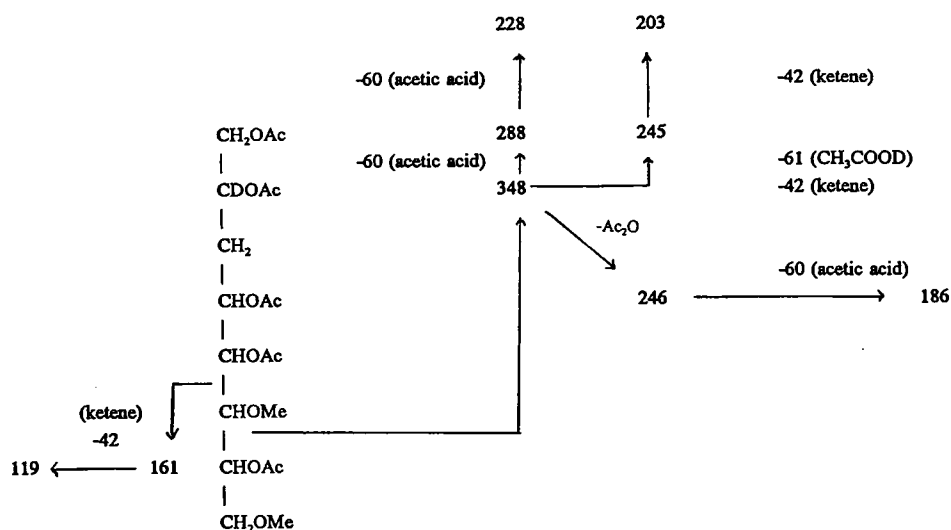 228 203
-60 (acetic acid) -42 (ketene)
CH₂OAc 288 245
-60 (acetic acid) -61 (CH₃COOD)
CDOAc 348 -42 (ketene)
-Ac₂O
CH₂
-60 (acetic acid)
CHOAc 246 186
CHOAc
(ketene)
CHOMe
-42
119 161 CHOAc
CH₂OMe